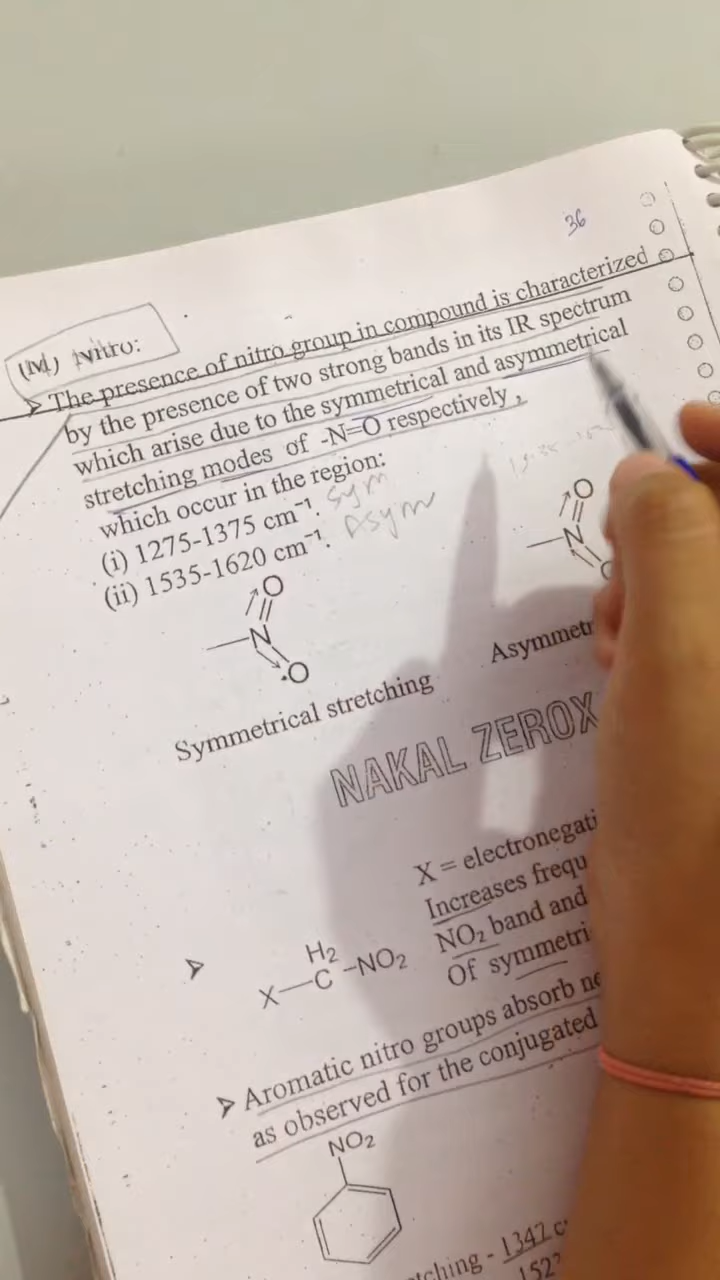 36
(M) Nitro:
➤ The presence of nitro group in compound is characterized
by the presence of two strong bands in its IR spectrum
which arise due to the symmetrical and asymmetrical
stretching modes of -N=O respectively,
which occur in the region:
(i) 1275-1375 cm⁻¹. Sym
(ii) 1535-1620 cm⁻¹. Asym
O
N
O
O
N
O
Symmetrical stretching
Asymmetr
NAKAL ZEROX
X = electronegati
Increases frequ
NO₂ band and
Of symmetri
➤ X—C–NO₂
H₂
➤ Aromatic nitro groups absorb ne
as observed for the conjugated
NO₂
tching - 1342 c
152